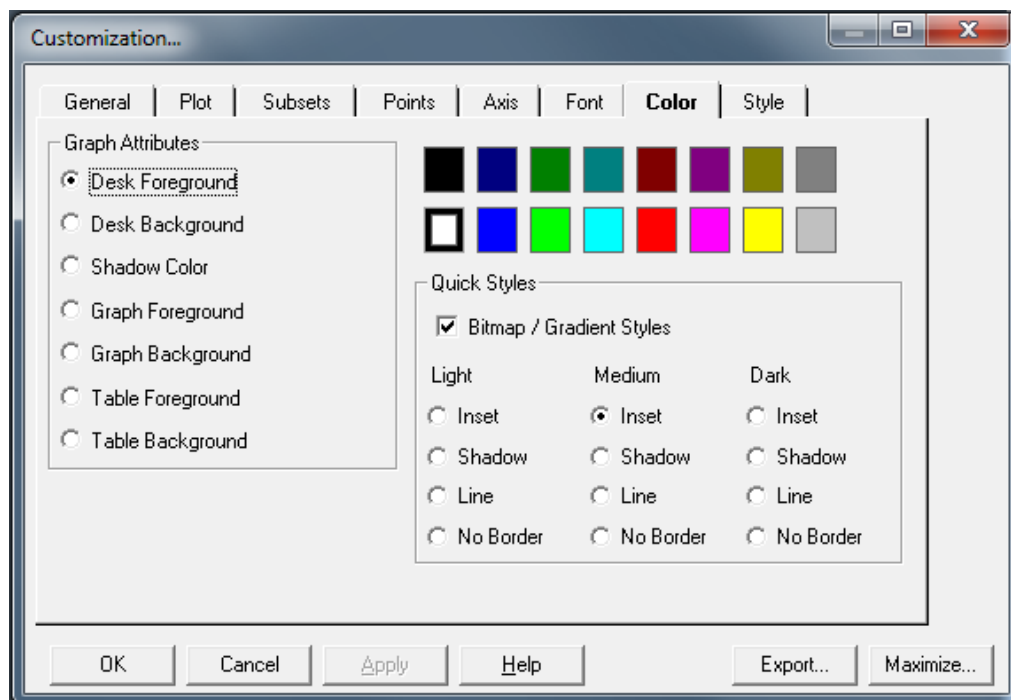 Customization...
General Plot Subsets Points Axis Font Color Style
Graph Attributes
Desk Foreground
Desk Background
Shadow Color
Graph Foreground
Graph Background
Table Foreground
Table Background
Quick Styles
Bitmap / Gradient Styles
Light Medium Dark
Inset Inset Inset
Shadow Shadow Shadow
Line Line Line
No Border No Border No Border
OK Cancel Apply Help Export... Maximize...